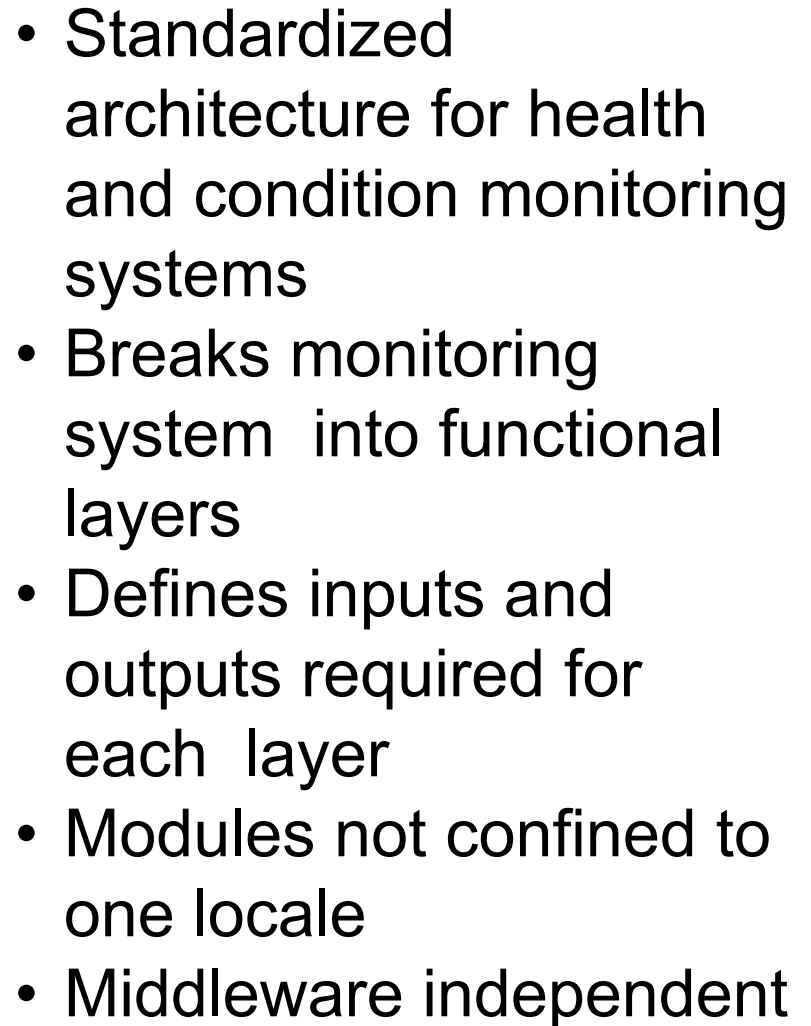 • Standardized
architecture for health
and condition monitoring
systems
• Breaks monitoring
system  into functional
layers
• Defines inputs and
outputs required for
each  layer
• Modules not confined to
one locale
• Middleware independent